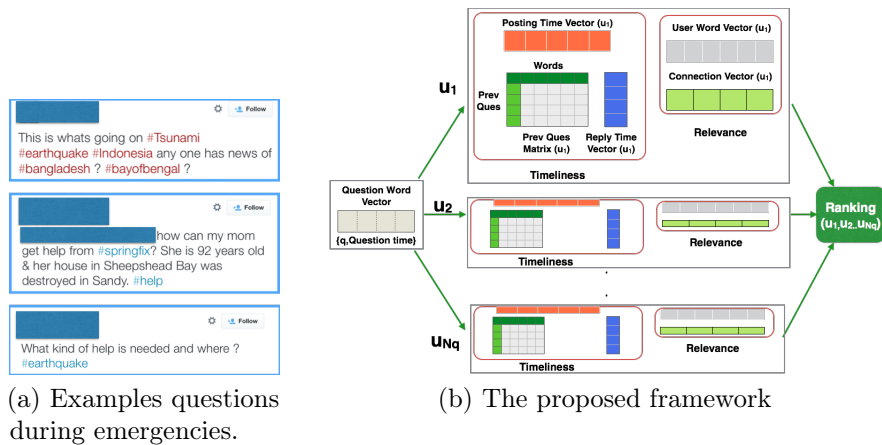 Follow
This is whats going on #Tsunami
#earthquake #Indonesia any one has news of
#bangladesh ? #bayofbengal ?
Follow
how can my mom
get help from #springfix? She is 92 years old
& her house in Sheepshead Bay was
destroyed in Sandy. #help
Follow
What kind of help is needed and where ?
#earthquake
(a) Examples questions
during emergencies.
Question Word
Vector
{q,Question time}
u1
Posting Time Vector (u1)
Words
Prev
Ques
Prev Ques
Matrix (u1)
Reply Time
Vector (u1)
Timeliness
User Word Vector (u1)
Connection Vector (u1)
Relevance
u2
Timeliness
Relevance
.
.
uNq
Timeliness
Relevance
Ranking
(u1,u2..uNq)
(b) The proposed framework